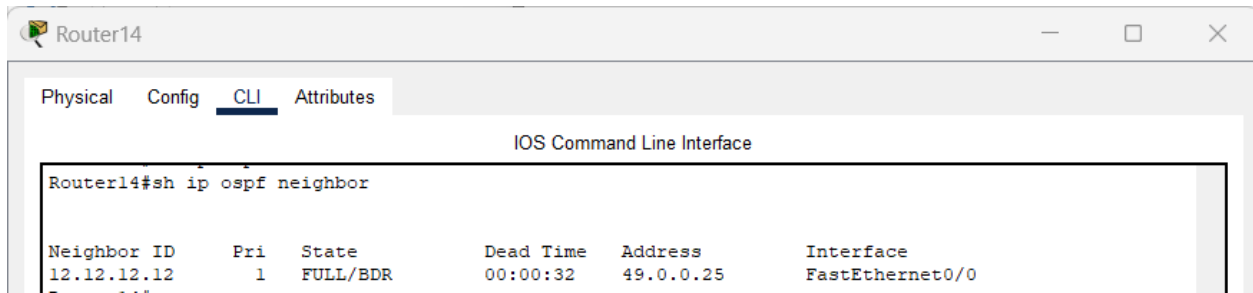 Router14
Physical Config CLI Attributes
IOS Command Line Interface
Router14#sh ip ospf neighbor
Neighbor ID Pri State Dead Time Address Interface
12.12.12.12 1 FULL/BDR 00:00:32 49.0.0.25 FastEthernet0/0